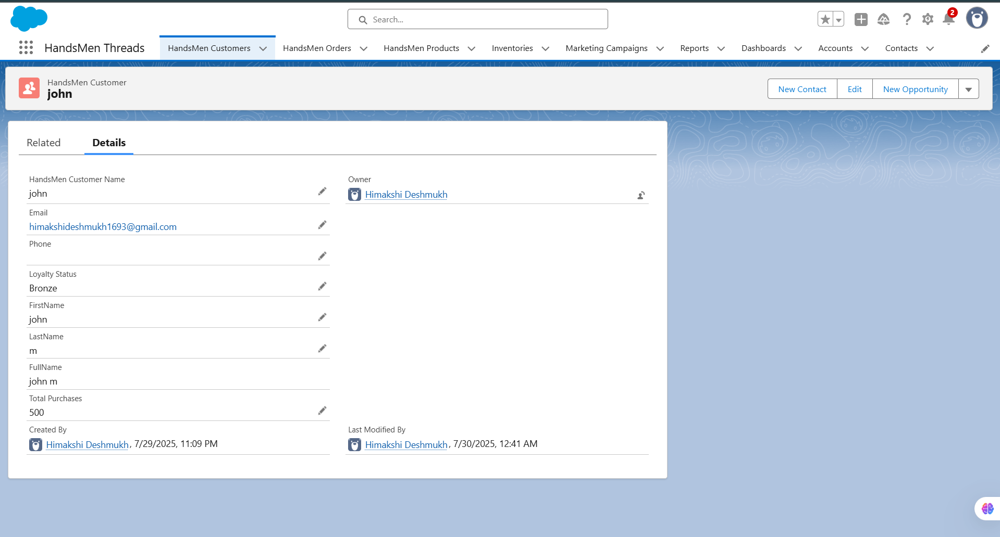 Search...
2
HandsMen Threads
HandsMen Customers
HandsMen Orders
HandsMen Products
Inventories
Marketing Campaigns
Reports
Dashboards
Accounts
Contacts
HandsMen Customer
john
New Contact
Edit
New Opportunity
Related
Details
HandsMen Customer Name
john
Owner
Himakshi Deshmukh
Email
himakshideshmukh1693@gmail.com
Phone
Loyalty Status
Bronze
FirstName
john
LastName
m
FullName
john m
Total Purchases
500
Created By
Himakshi Deshmukh, 7/29/2025, 11:09 PM
Last Modified By
Himakshi Deshmukh, 7/30/2025, 12:41 AM